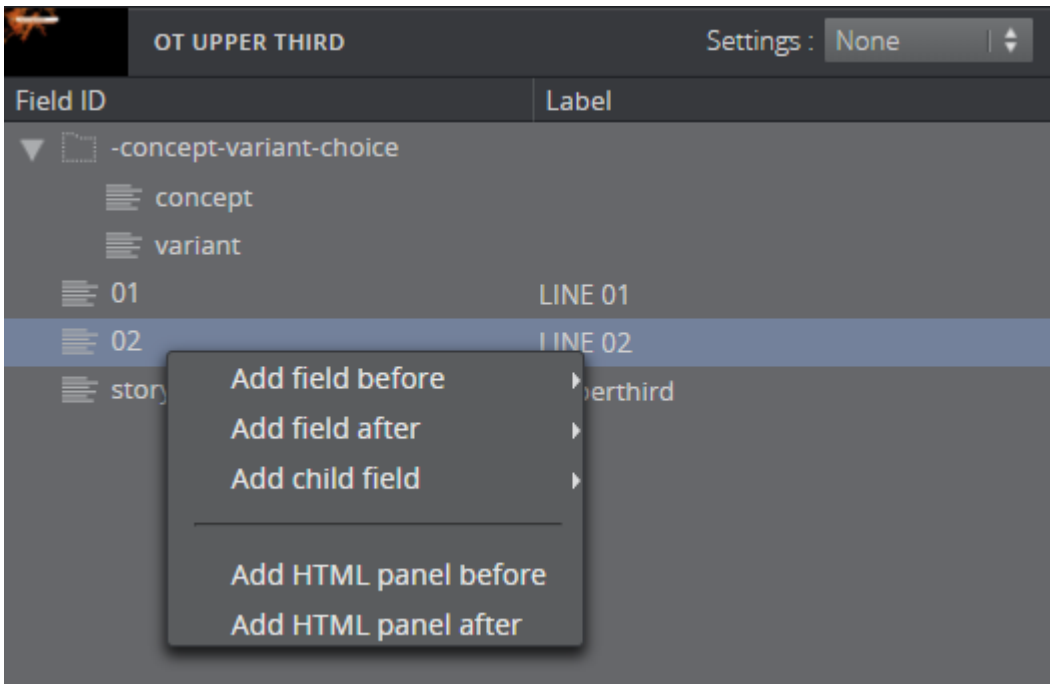 OT UPPER THIRD Settings : None
Field ID Label
-concept-variant-choice
concept
variant
01 LINE 01
02 LINE 02
Add field before
Add field after
Add child field
Add HTML panel before
Add HTML panel after